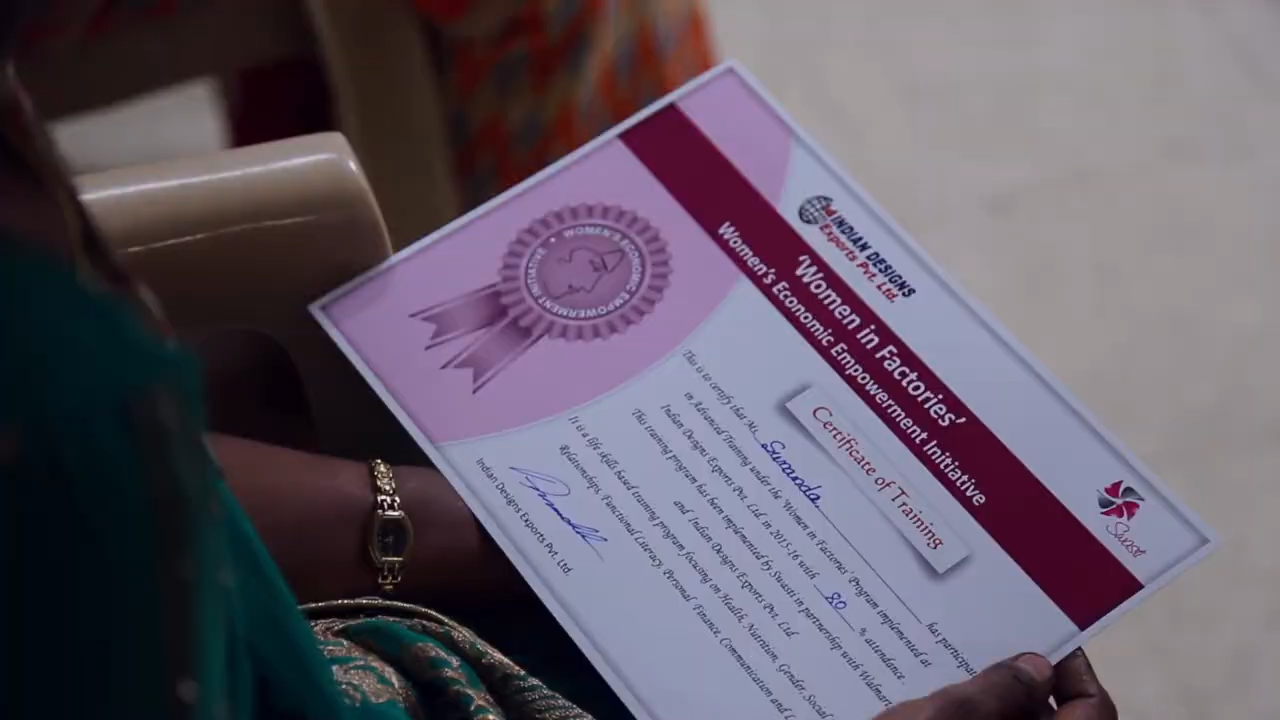 INDIAN DESIGNS
Exports Pvt. Ltd.
'Women in Factories'
Women's Economic Empowerment Initiative
Swasti
WOMEN'S ECONOMIC EMPOWERMENT INITIATIVE
Certificate of Training
This is to certify that Ms. Sunanda has participate
in Advanced Training under the 'Women in Factories' Program implemented at
Indian Designs Exports Pvt. Ltd. in 2015-16 with 80 % attendance.
This training program has been implemented by Swasti in partnership with Walmart
and Indian Designs Exports Pvt. Ltd.
It is a life skills based training program focusing on Health, Nutrition, Gender, Social
Relationships, Functional Literacy, Personal Finance, Communication and L
Indian Designs Exports Pvt. Ltd.